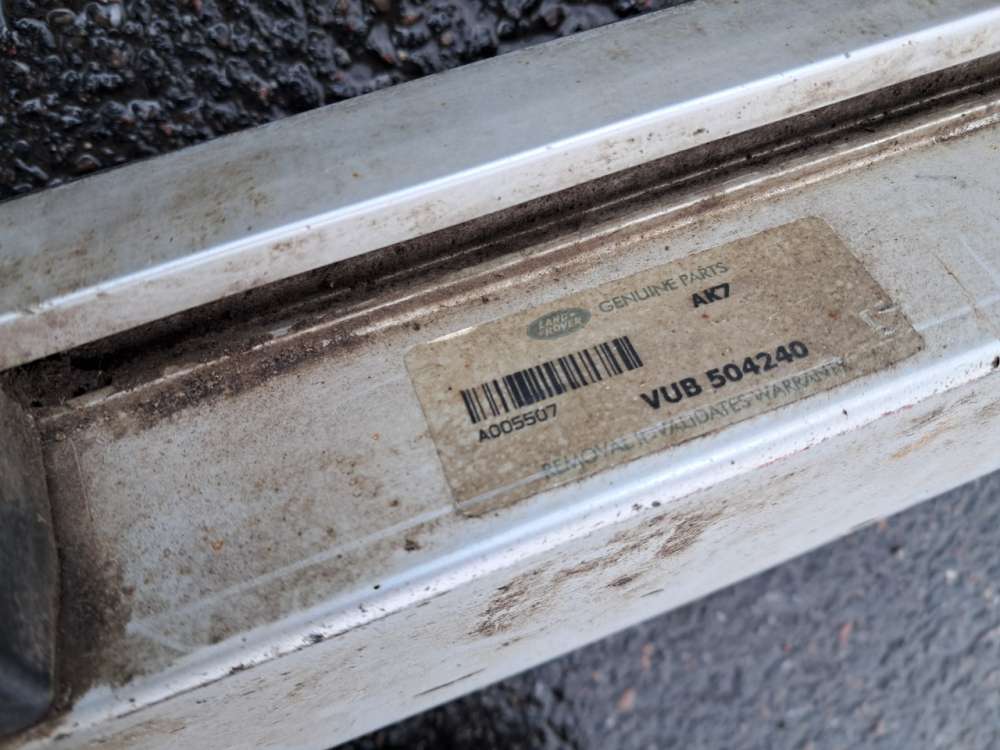 LAND
ROVER
GENUINE PARTS
AK7
A005507
VUB 504240
REMOVAL INVALIDATES WARRANTY